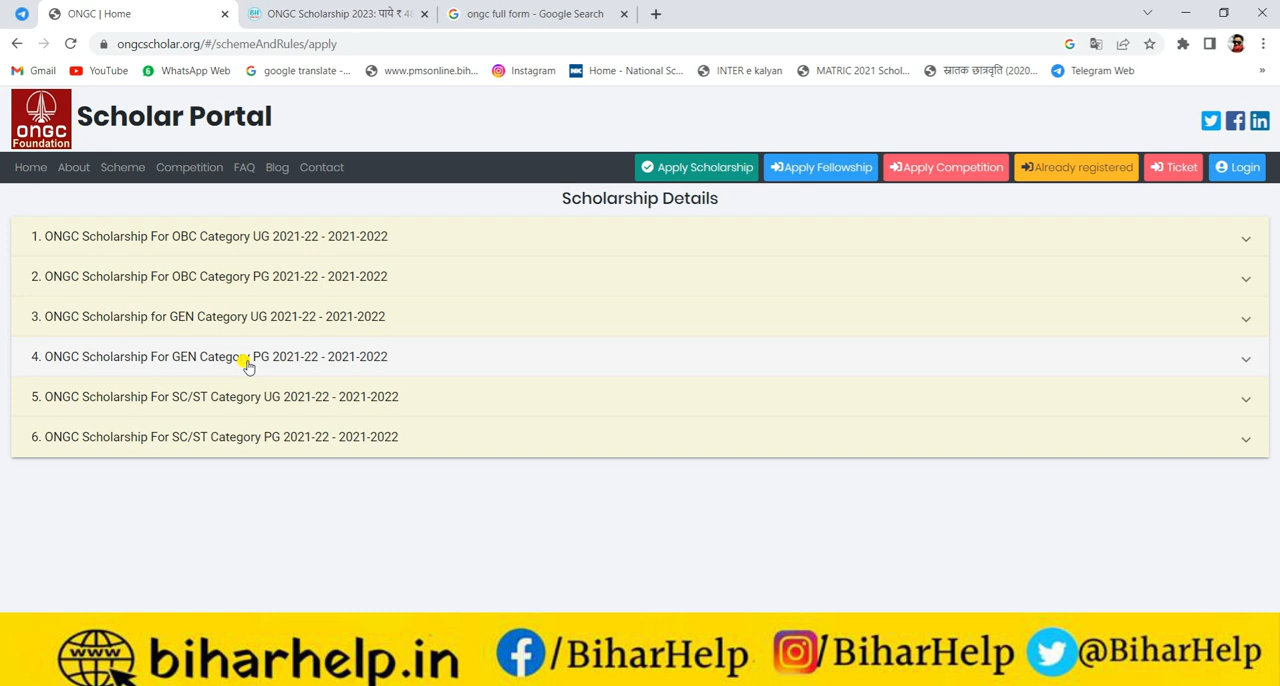 ONGC | Home
ONGC Scholarship 2023: पाये ₹ 48
ongc full form - Google Search
ongcscholar.org/#/schemeAndRules/apply
Gmail
YouTube
6
WhatsApp Web
google translate -...
www.pmsonline.bih...
Instagram
Home - National Sc...
INTER e kalyan
MATRIC 2021 Schol...
स्नातक छात्रवृति (2020...
Telegram Web
»
ONGC
Foundation
Scholar Portal
Home About Scheme Competition FAQ Blog Contact
Apply Scholarship
Apply Fellowship
Apply Competition
Already registered
Ticket
Login
Scholarship Details
1. ONGC Scholarship For OBC Category UG 2021-22 - 2021-2022
2. ONGC Scholarship For OBC Category PG 2021-22 - 2021-2022
3. ONGC Scholarship for GEN Category UG 2021-22 - 2021-2022
4. ONGC Scholarship For GEN Category PG 2021-22 - 2021-2022
5. ONGC Scholarship For SC/ST Category UG 2021-22 - 2021-2022
6. ONGC Scholarship For SC/ST Category PG 2021-22 - 2021-2022
WWW
biharhelp.in
/BiharHelp
/BiharHelp
@BiharHelp